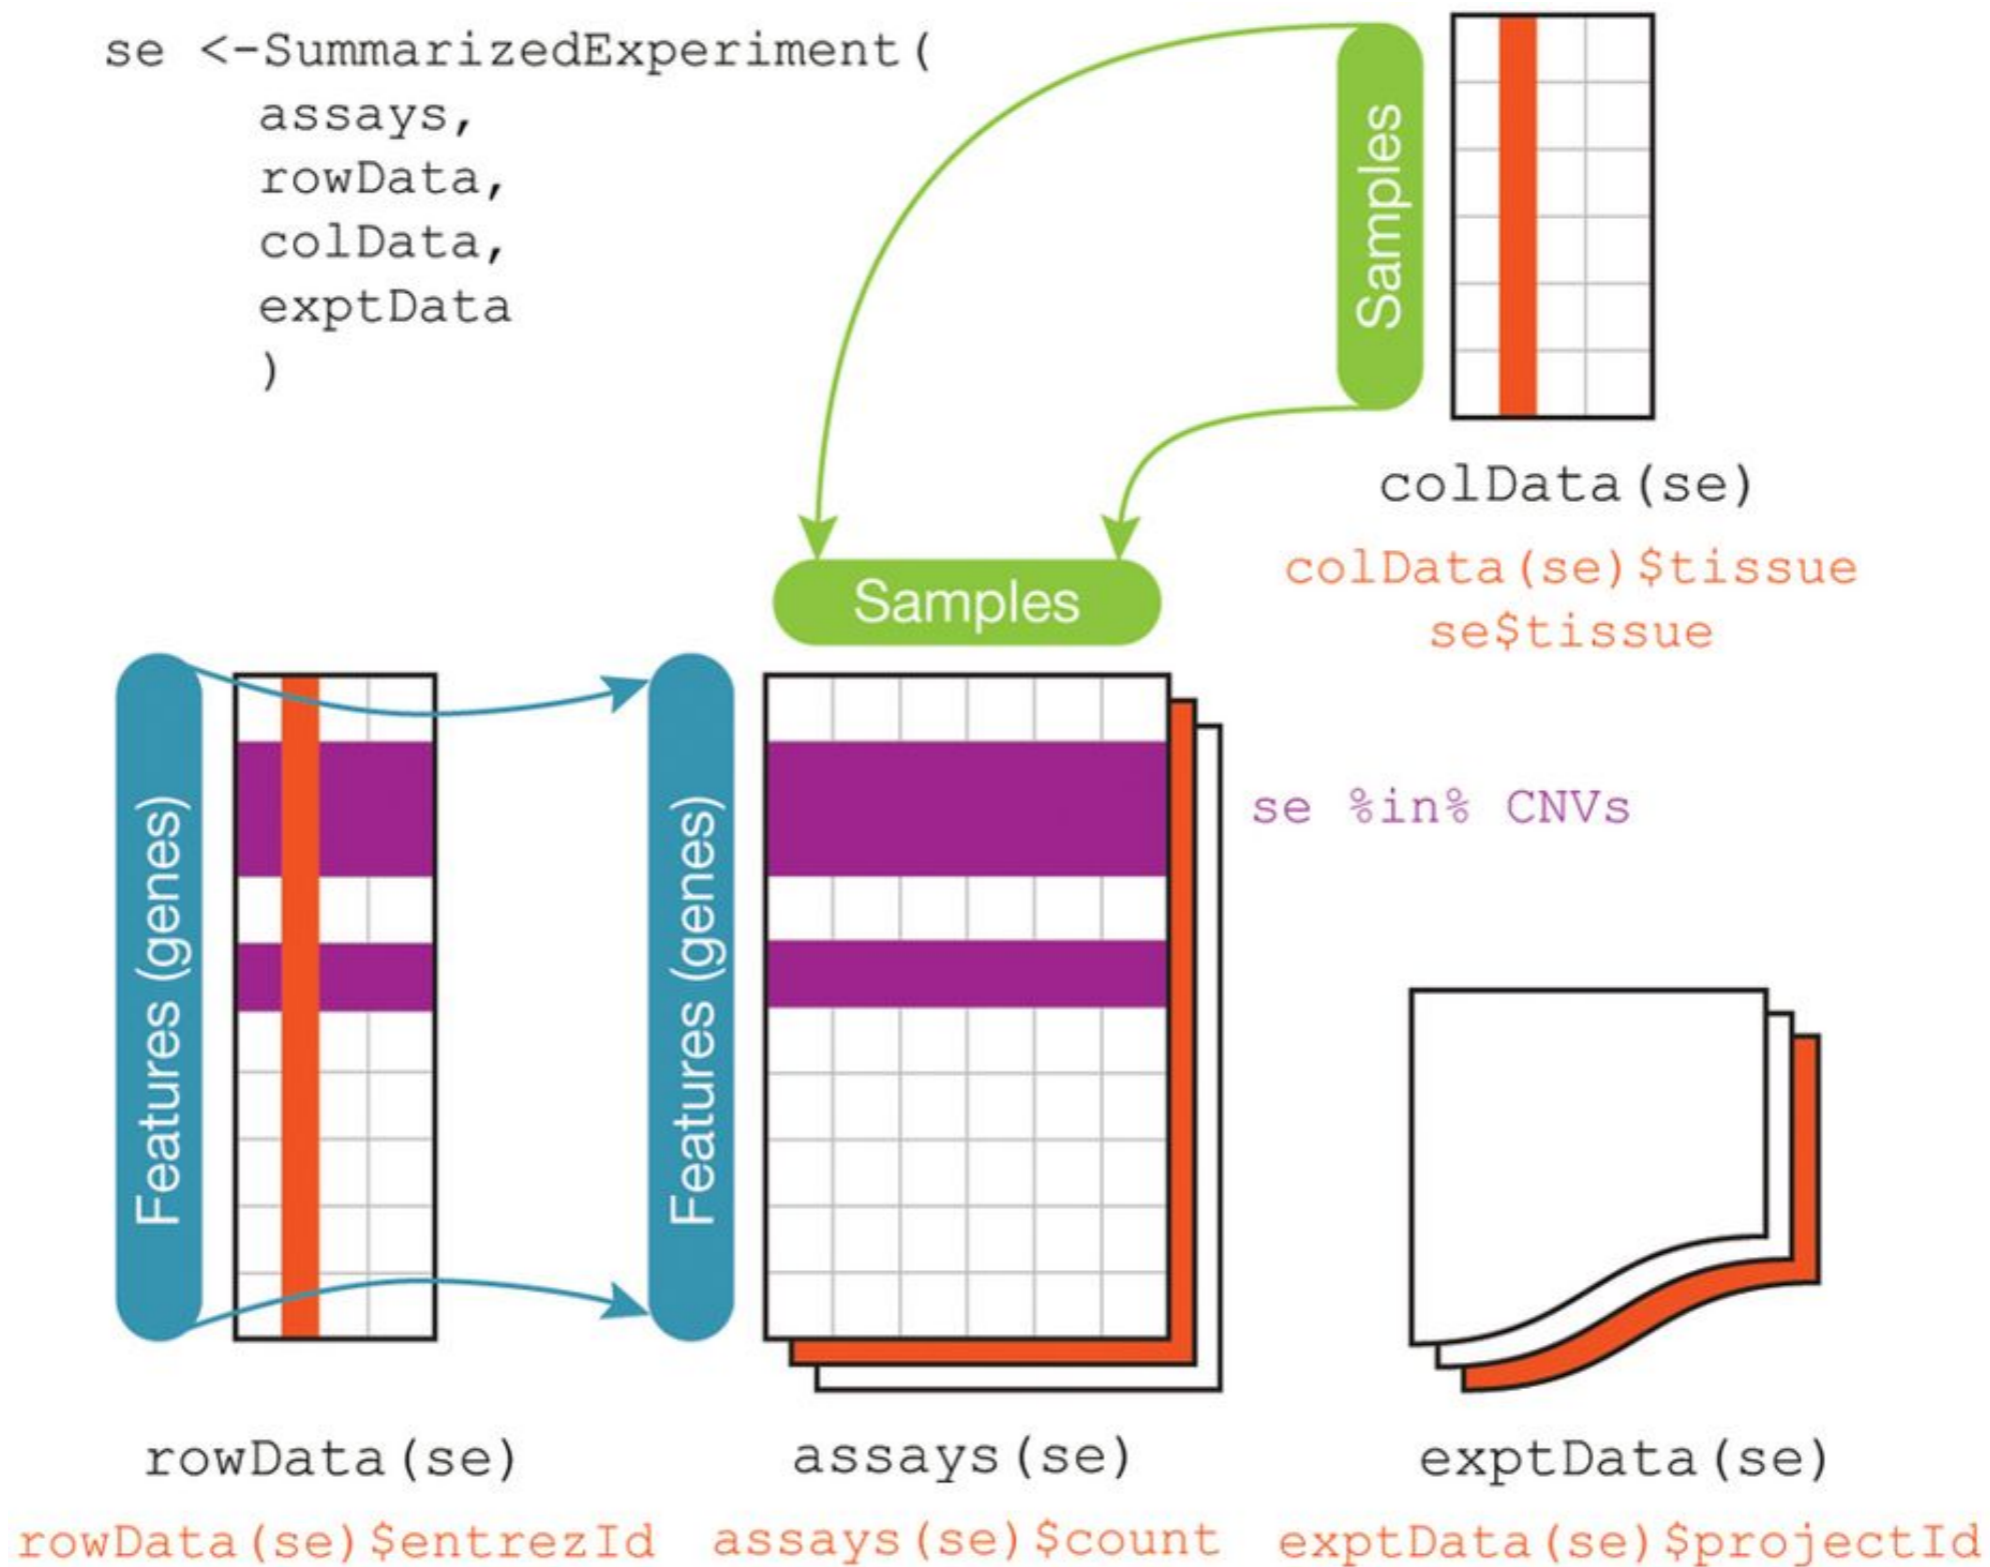 se <-SummarizedExperiment(
assays,
rowData,
colData,
exptData
)
Samples
colData(se)
colData(se)$tissue
se$tissue
Samples
Features (genes)
Features (genes)
se %in% CNVs
rowData(se)
assays(se)
exptData(se)
rowData(se)$entrezId
assays(se)$count
exptData(se)$projectId